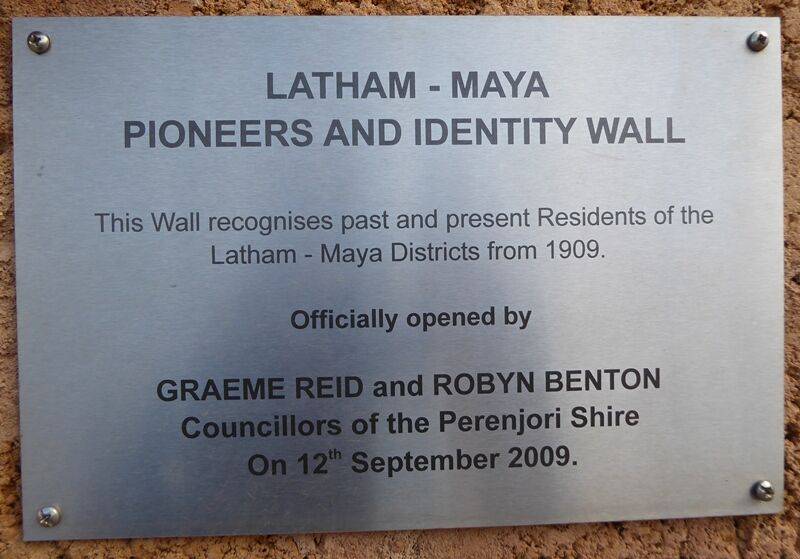 LATHAM - MAYA
PIONEERS AND IDENTITY WALL
This Wall recognises past and present Residents of the
Latham - Maya Districts from 1909.
Officially opened by
GRAEME REID and ROBYN BENTON
Councillors of the Perenjori Shire
On 12th September 2009.